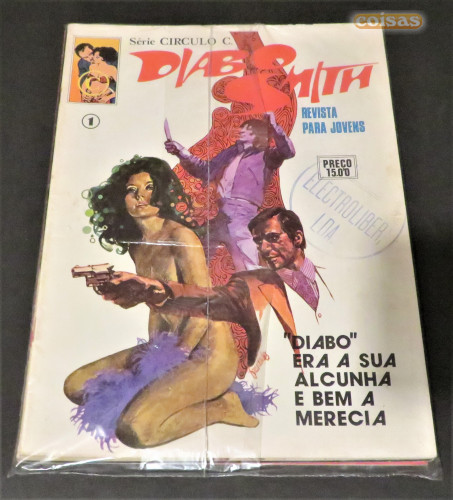 coisas
Série CIRCULO C.
DIABO SMITH
1
REVISTA
PARA JOVENS
PREÇO
15.00
ELECTROLIBER
LDA
"DIABO"
ERA A SUA
ALCUNHA
E BEM A
MERECIA